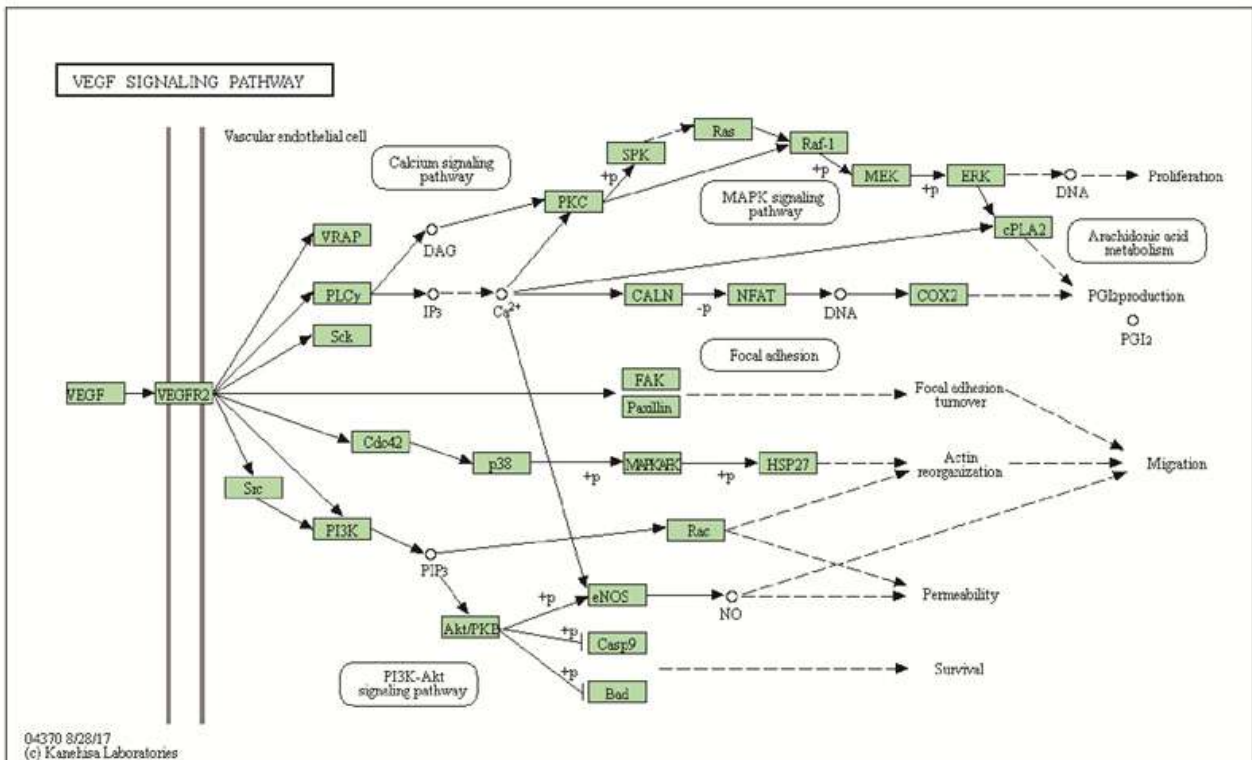 VEGF SIGNALING PATHWAY
Vascular endothelial cell
Calcium signaling
pathway
SPK
Ras
Raf-1
+p
+p
MEK
+p
ERK
DNA
Proliferation
PKC
MAPK signaling
pathway
VRAP
DAG
cPLA2
Arachidonic acid
metabolism
PLCγ
IP3
Ca2+
CALN
-p
NFAT
DNA
COX2
PGI2production
PGI2
Sck
Focal adhesion
VEGF
VEGFR2
FAK
Paxillin
Focal adhesion
turnover
Cdc42
p38
+p
MAPKAPK
+p
HSP27
Actin
reorganization
Migration
Src
PI3K
PIP3
Rac
+p
eNOS
NO
Permeability
Akt/PKB
+p
Casp9
+p
Bad
Survival
PI3K-Akt
signaling pathway
04370 8/28/17
(c) Kanehisa Laboratories